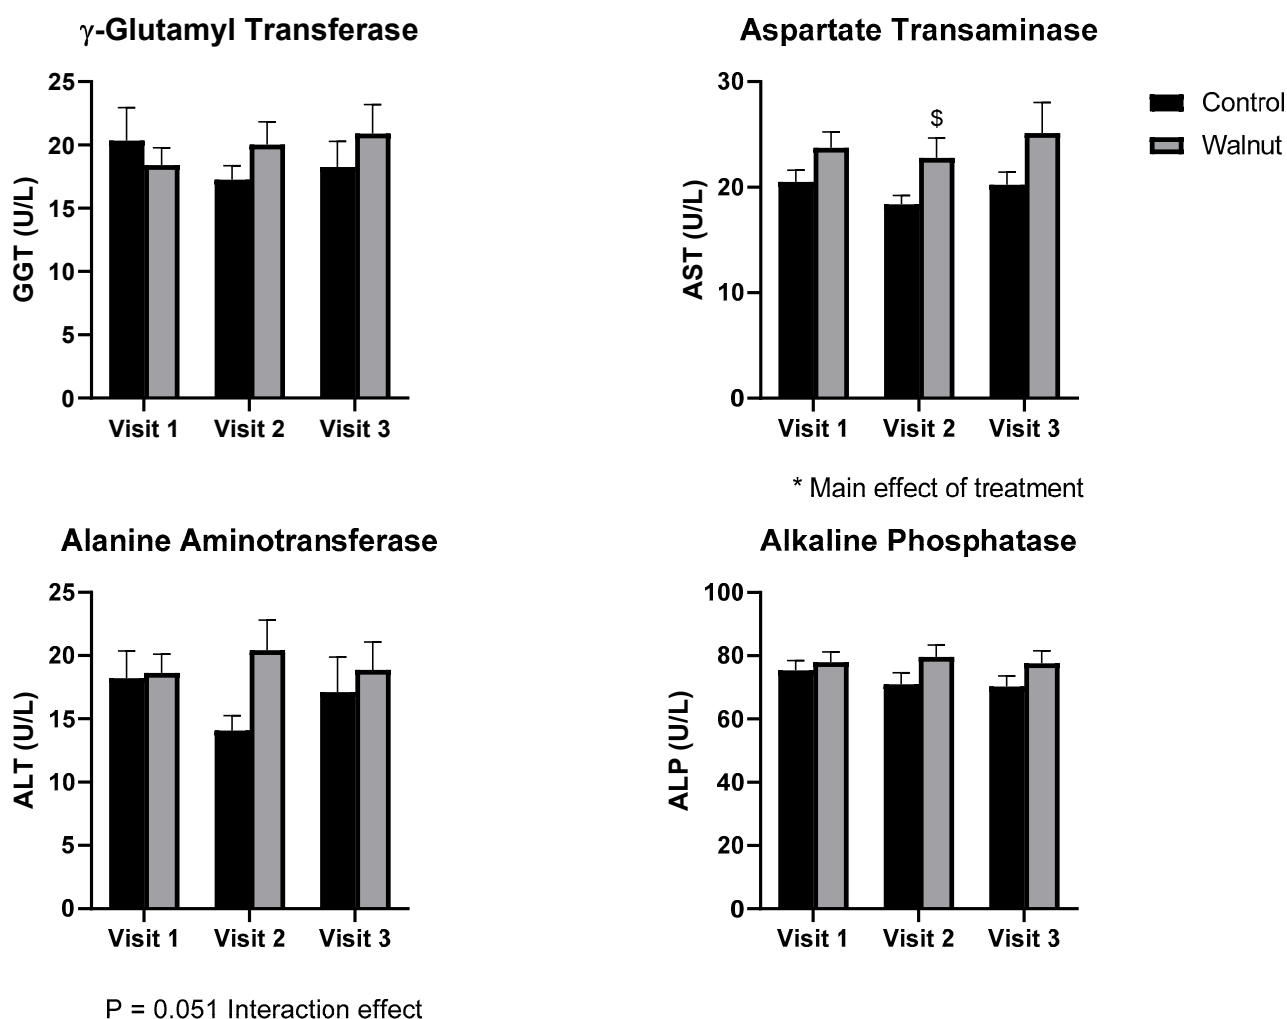 γ-Glutamyl Transferase
25
20
15
10
5
0
GGT (U/L)
Visit 1 Visit 2 Visit 3
Aspartate Transaminase
30
20
10
0
AST (U/L)
$
Visit 1 Visit 2 Visit 3
* Main effect of treatment
Control
Walnut
Alanine Aminotransferase
25
20
15
10
5
0
ALT (U/L)
Visit 1 Visit 2 Visit 3
P = 0.051 Interaction effect
Alkaline Phosphatase
100
80
60
40
20
0
ALP (U/L)
Visit 1 Visit 2 Visit 3